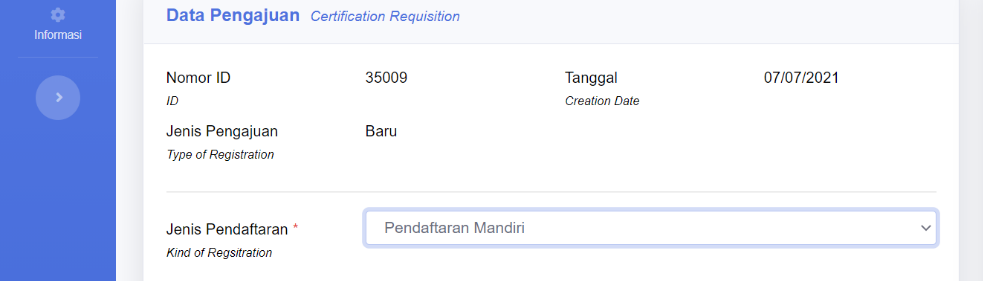 Informasi
Data Pengajuan Certification Requisition
Nomor ID 35009 Tanggal 07/07/2021
ID Creation Date
Jenis Pengajuan Baru
Type of Registration
Jenis Pendaftaran * Pendaftaran Mandiri
Kind of Regsitration